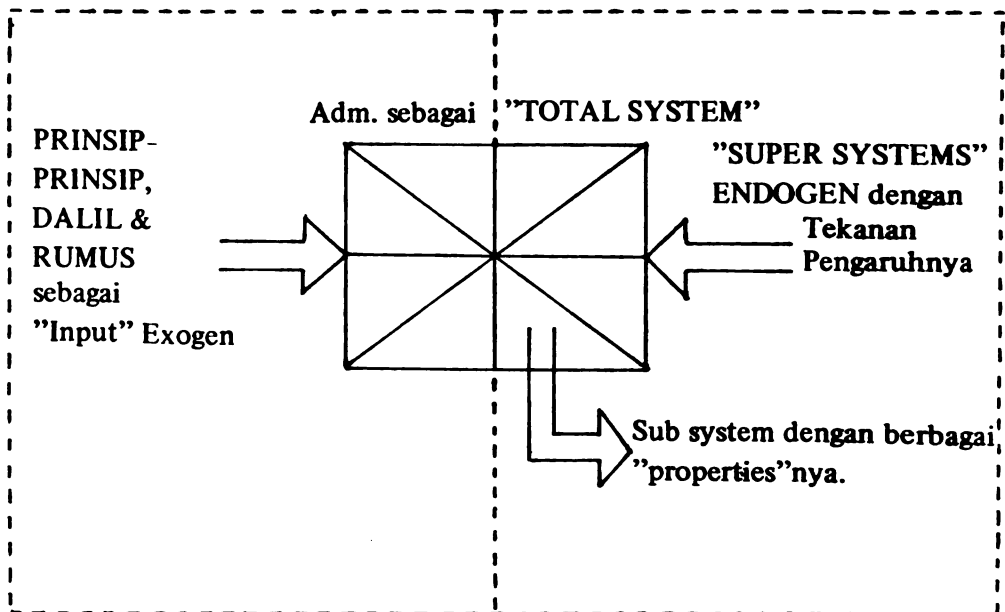 Adm. sebagai "TOTAL SYSTEM"
PRINSIP-
PRINSIP,
DALIL &
RUMUS
sebagai
"Input" Exogen
"SUPER SYSTEMS"
ENDOGEN dengan
Tekanan
Pengaruhnya
Sub system dengan berbagai
"properties"nya.